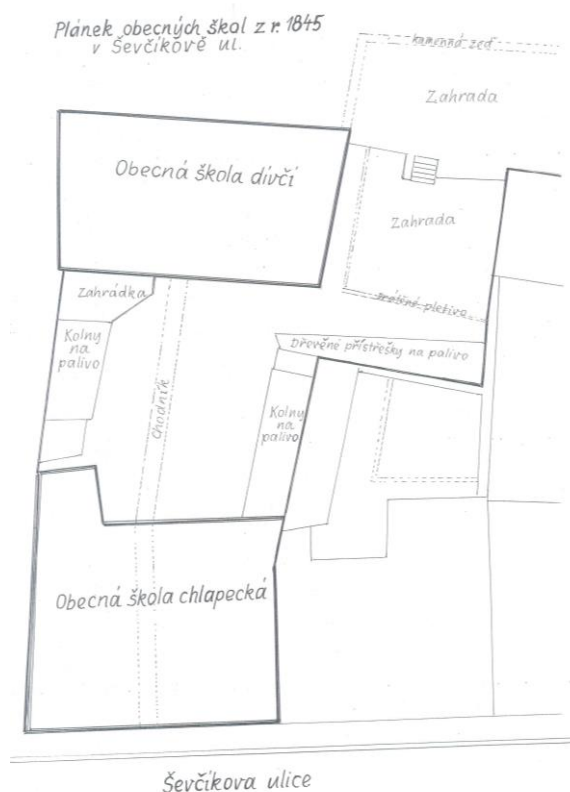 Plánek obecných škol z r. 1845
v Ševčíkově ul.
kamenná zeď
Zahrada
Obecná škola dívčí
Zahrada
Zahrádka
drátěné pletivo
Kolny
na
palivo
Dřevěné přístřešky na palivo
Chodník
Kolny
na
palivo
Obecná škola chlapecká
Ševčíkova ulice